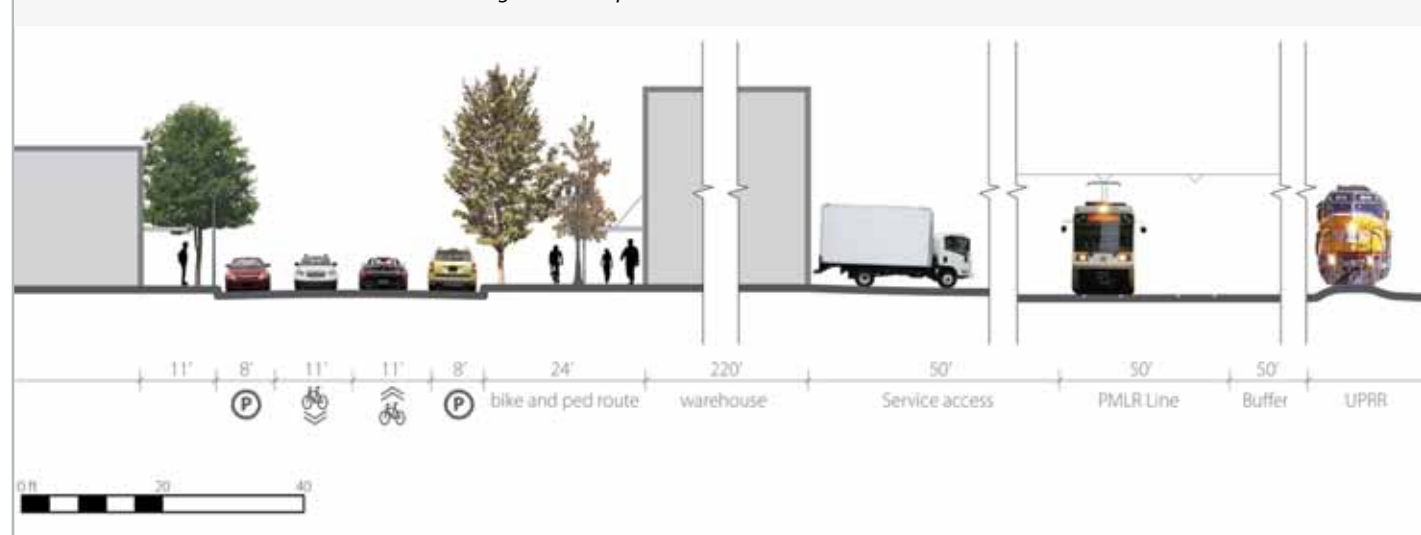 11' 8' 11' 11' 8' 24' 220' 50' 50' 50'
P P bike and ped route warehouse Service access PMLR Line Buffer UPRR
0 ft 20 40